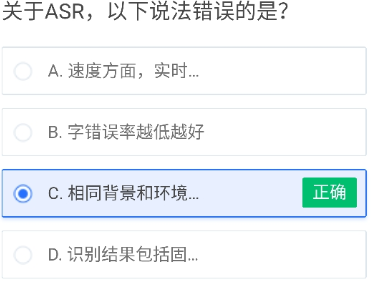 关于ASR，以下说法错误的是？
A. 速度方面，实时...
B. 字错误率越低越好
C. 相同背景和环境...
正确
D. 识别结果包括固...